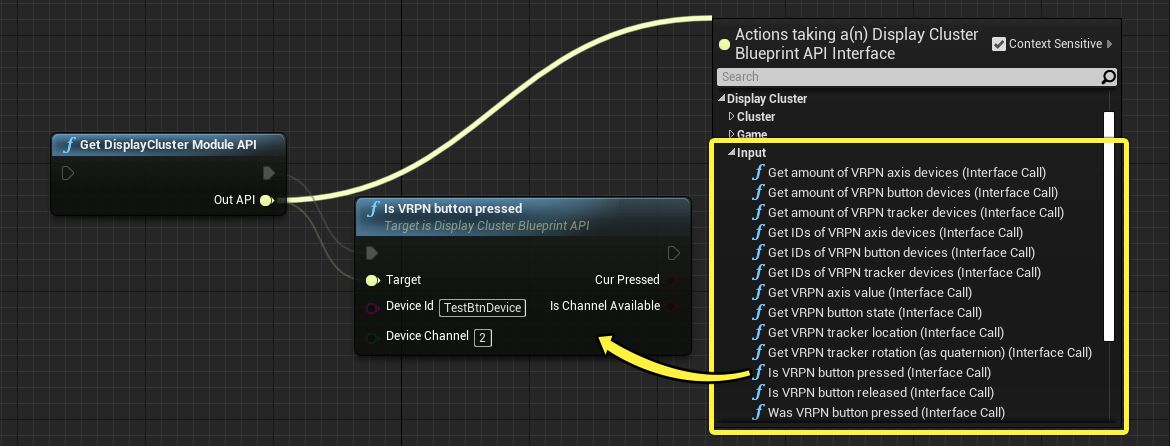 Actions taking a(n) Display Cluster
Blueprint API Interface
Context Sensitive
Search
Display Cluster
Cluster
Game
Input
Get amount of VRPN axis devices (Interface Call)
Get amount of VRPN button devices (Interface Call)
Get amount of VRPN tracker devices (Interface Call)
Get IDs of VRPN axis devices (Interface Call)
Get IDs of VRPN button devices (Interface Call)
Get IDs of VRPN tracker devices (Interface Call)
Get VRPN axis value (Interface Call)
Get VRPN button state (Interface Call)
Get VRPN tracker location (Interface Call)
Get VRPN tracker rotation (as quaternion) (Interface Call)
Is VRPN button pressed (Interface Call)
Is VRPN button released (Interface Call)
Was VRPN button pressed (Interface Call)
f Get DisplayCluster Module API
Out API
f Is VRPN button pressed
Target is Display Cluster Blueprint API
Target Cur Pressed
Device Id TestBtnDevice Is Channel Available
Device Channel 2